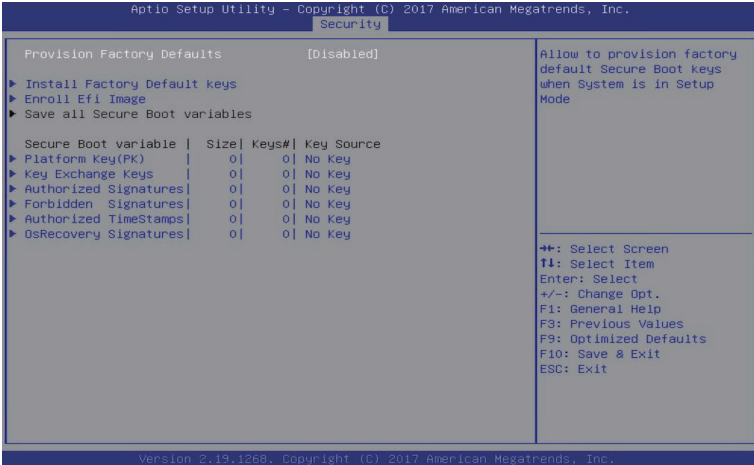 Aptio Setup Utility – Copyright (C) 2017 American Megatrends, Inc.
Security
Provision Factory Defaults [Disabled]
Install Factory Default keys
Enroll Efi Image
Save all Secure Boot variables
Secure Boot variable | Size| Keys#| Key Source
Platform Key(PK) | 0| 0| No Key
Key Exchange Keys | 0| 0| No Key
Authorized Signatures| 0| 0| No Key
Forbidden Signatures| 0| 0| No Key
Authorized TimeStamps| 0| 0| No Key
OsRecovery Signatures| 0| 0| No Key
Allow to provision factory
default Secure Boot keys
when System is in Setup
Mode
→←: Select Screen
↑↓: Select Item
Enter: Select
+/-: Change Opt.
F1: General Help
F3: Previous Values
F9: Optimized Defaults
F10: Save & Exit
ESC: Exit
Version 2.19.1268. Copyright (C) 2017 American Megatrends, Inc.